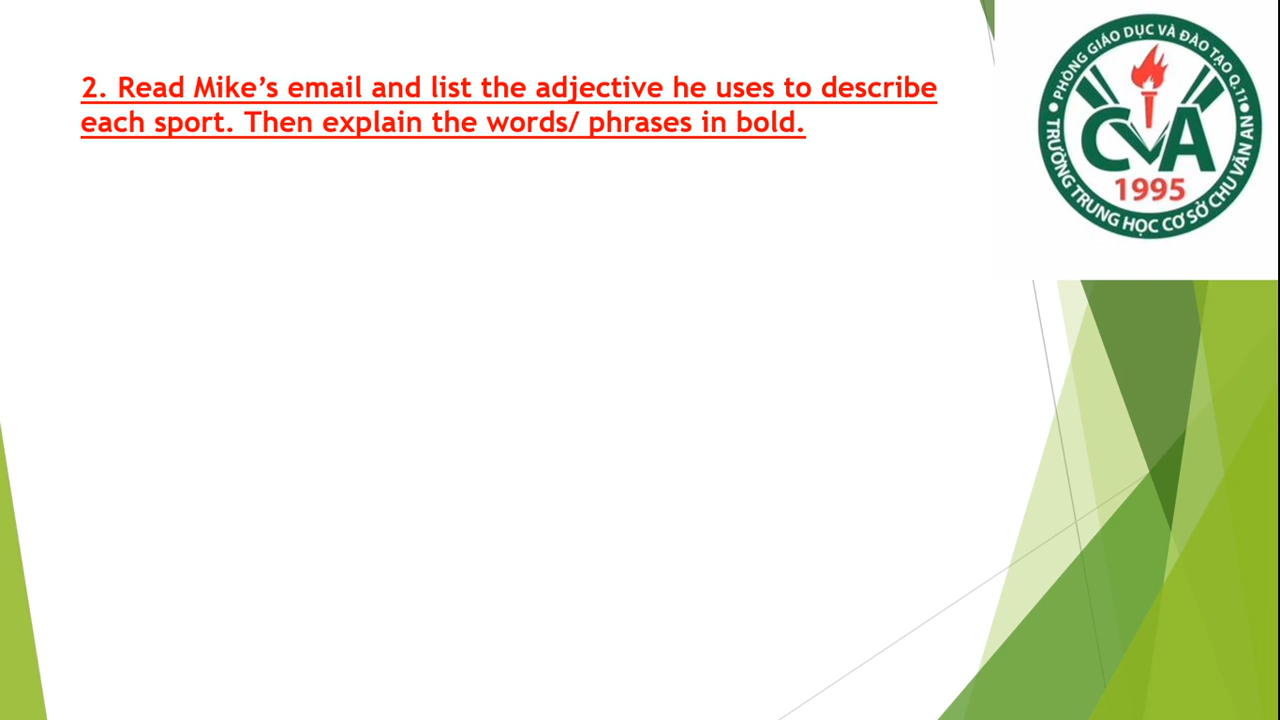 2. Read Mike's email and list the adjective he uses to describe
each sport. Then explain the words/ phrases in bold.
PHÒNG GIÁO DỤC VÀ ĐÀO TẠO Q.11
CVA
1995
TRƯỜNG TRUNG HỌC CƠ SỞ CHU VĂN AN